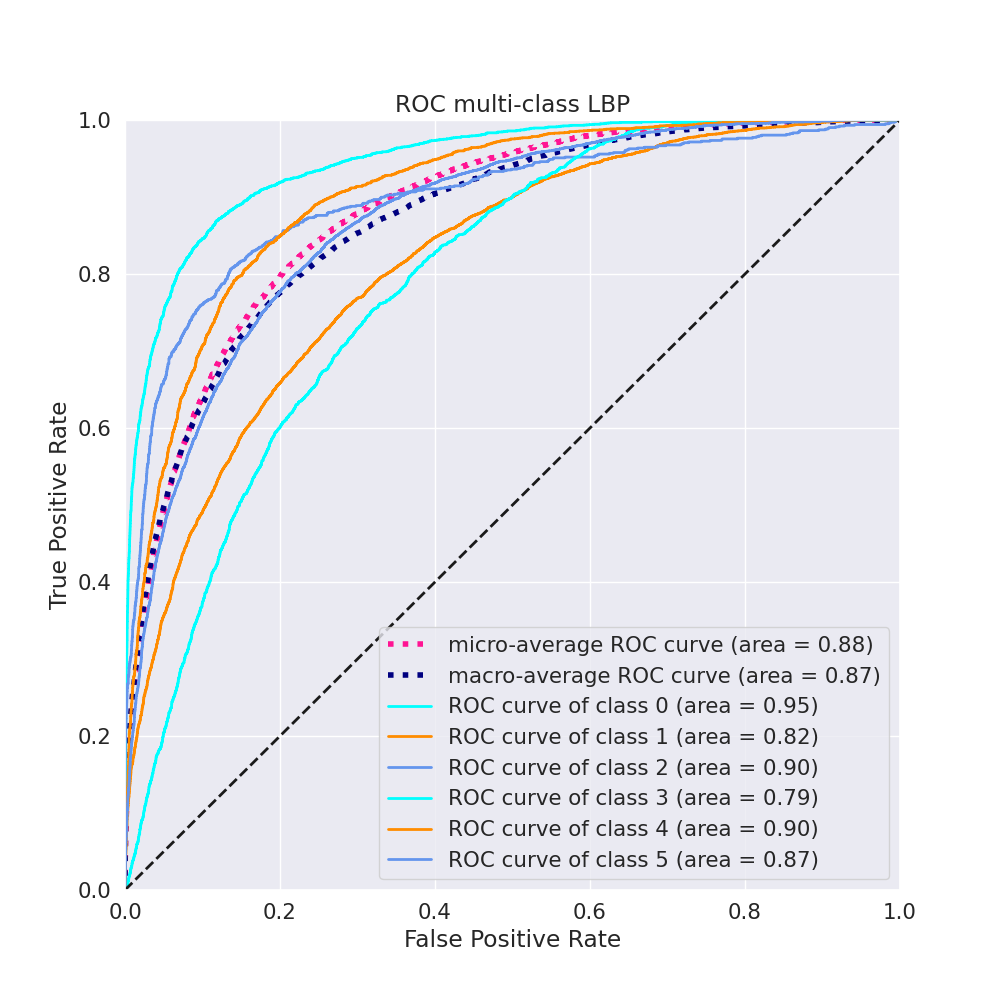 ROC multi-class LBP
True Positive Rate
1.0
0.8
0.6
0.4
0.2
0.0
micro-average ROC curve (area = 0.88)
macro-average ROC curve (area = 0.87)
ROC curve of class 0 (area = 0.95)
ROC curve of class 1 (area = 0.82)
ROC curve of class 2 (area = 0.90)
ROC curve of class 3 (area = 0.79)
ROC curve of class 4 (area = 0.90)
ROC curve of class 5 (area = 0.87)
0.0 0.2 0.4 0.6 0.8 1.0
False Positive Rate